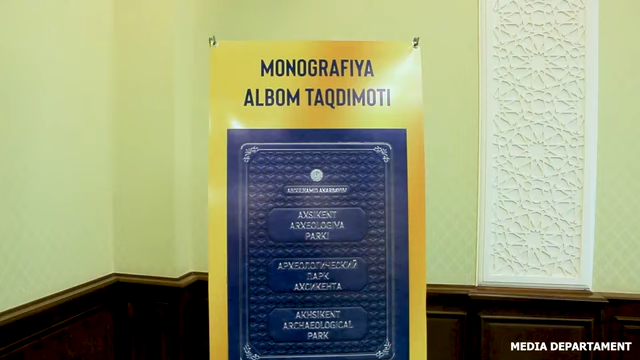 MONOGRAFIYA
ALBOM TAQDIMOTI
AXSIKENT
ARXEOLOGIYA
PARKI
АРХЕОЛОГИЧЕСКИЙ
ПАРК
АХСИКЕНТА
AKHSIKENT
ARCHAEOLOGICAL
PARK
MEDIA DEPARTAMENT